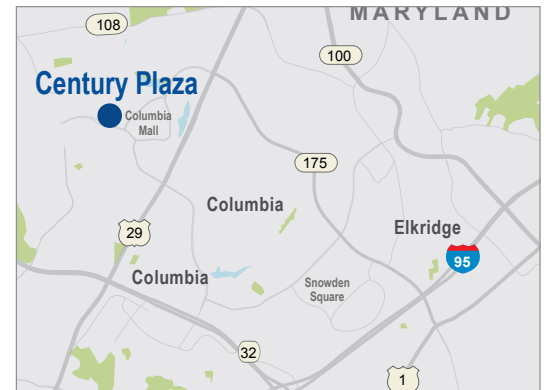 MARYLAND
108
100
Century Plaza
Columbia
Mall
175
Columbia
Elkridge
29
95
Columbia
Snowden
Square
32
1